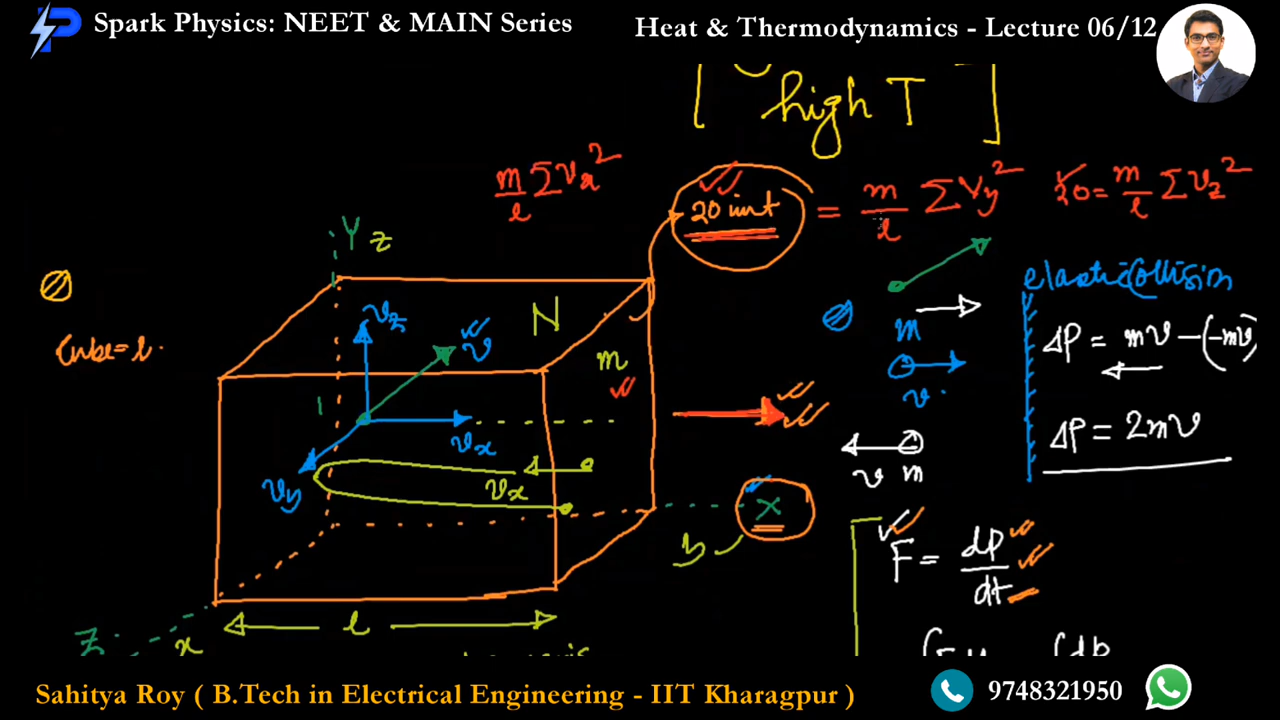 Spark Physics: NEET & MAIN Series
Heat & Thermodynamics - Lecture 06/12
high T
m/l Σvx²
20 unit = m/l ΣVy²
20 = m/l Σvz²
Y z
elastic Collision
Cube = l.
vz
v
N
m
m
ΔP = mv - (-mv)
v.
vx
vy
vx
v m
ΔP = 2mv
x
y
F = dp/dt
l
Z
x
Sahitya Roy ( B.Tech in Electrical Engineering - IIT Kharagpur )
9748321950